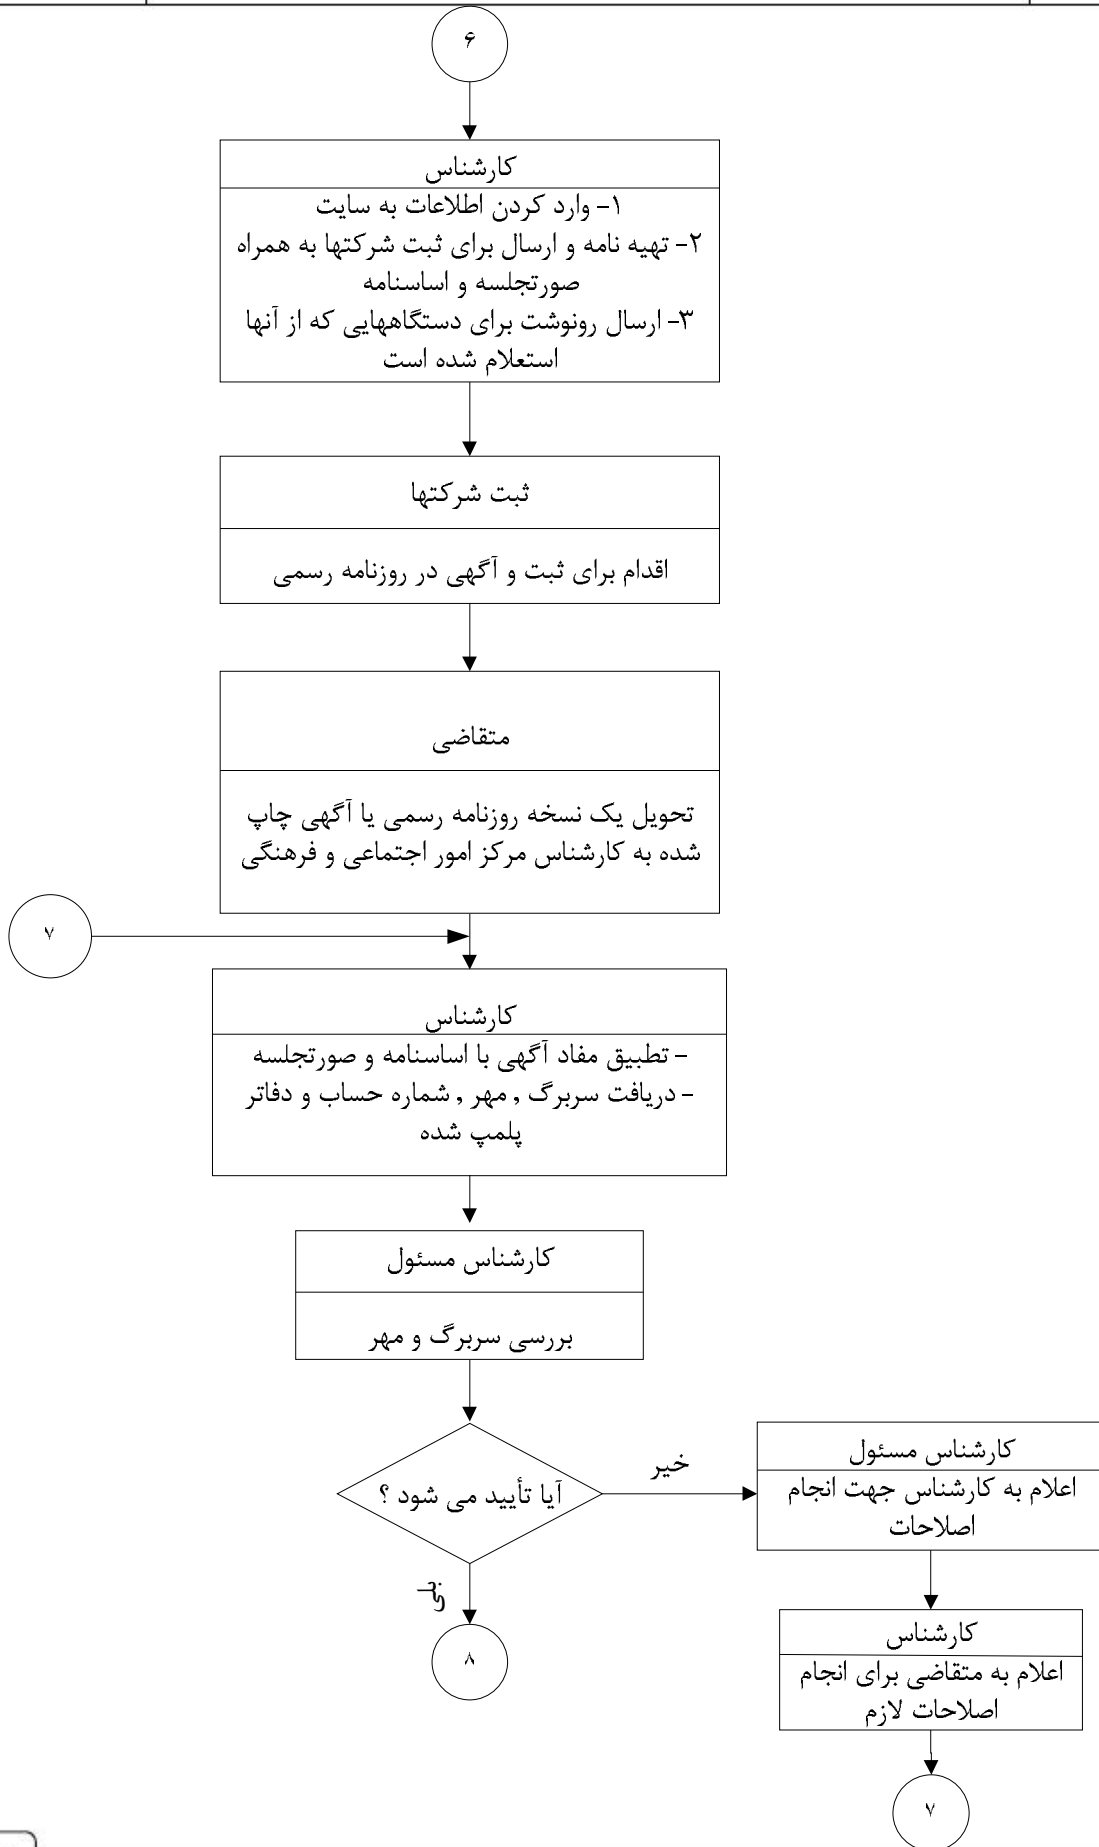 ۶
کارشناس
۱- وارد کردن اطلاعات به سایت
۲- تهیه نامه و ارسال برای ثبت شرکتها به همراه
صورتجلسه و اساسنامه
۳- ارسال رونوشت برای دستگاههایی که از آنها
استعلام شده است
ثبت شرکتها
اقدام برای ثبت و آگهی در روزنامه رسمی
متقاضی
تحویل یک نسخه روزنامه رسمی یا آگهی چاپ
شده به کارشناس مرکز امور اجتماعی و فرهنگی
۷
کارشناس
- تطبیق مفاد آگهی با اساسنامه و صورتجلسه
- دریافت سربرگ , مهر , شماره حساب و دفاتر
پلمپ شده
کارشناس مسئول
بررسی سربرگ و مهر
آیا تأیید می شود ؟
خیر
کارشناس مسئول
اعلام به کارشناس جهت انجام
اصلاحات
کارشناس
اعلام به متقاضی برای انجام
اصلاحات لازم
۷
بلی
۸